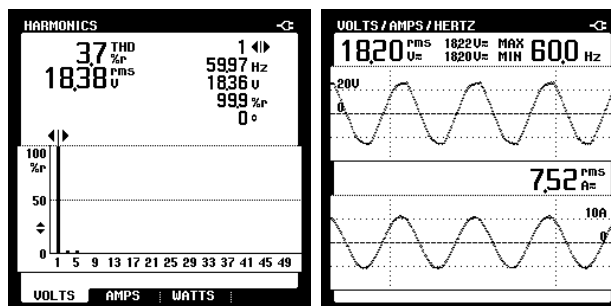 HARMONICS
3.7 THD %r
18.38 rms V
1
59.97 Hz
18.36 V
99.9 %r
0 °
100
%r
50
0
1 5 9 13 17 21 25 29 33 37 41 45 49
VOLTS AMPS WATTS
VOLTS/AMPS/HERTZ
18.20 rms V≂ 18.22 V≂ MAX 18.20 V≂ MIN 60.0 Hz
20V
0
7.52 rms A≂
10A
0